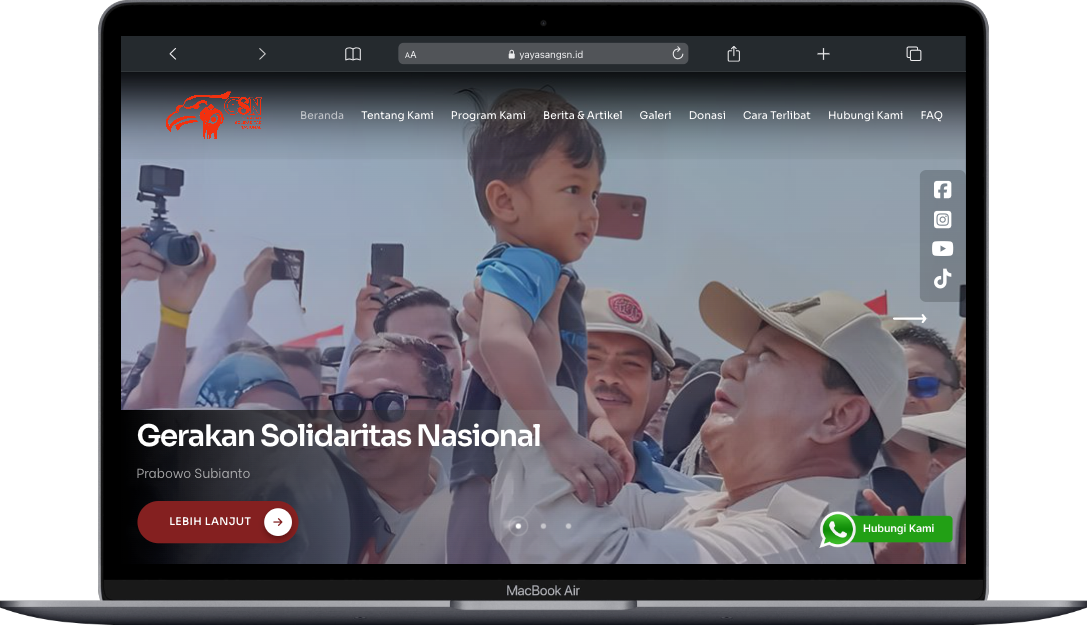 AA yayasangsn.id
Beranda Tentang Kami Program Kami Berita & Artikel Galeri Donasi Cara Terlibat Hubungi Kami FAQ
Gerakan Solidaritas Nasional
Prabowo Subianto
LEBIH LANJUT
Hubungi Kami
MacBook Air